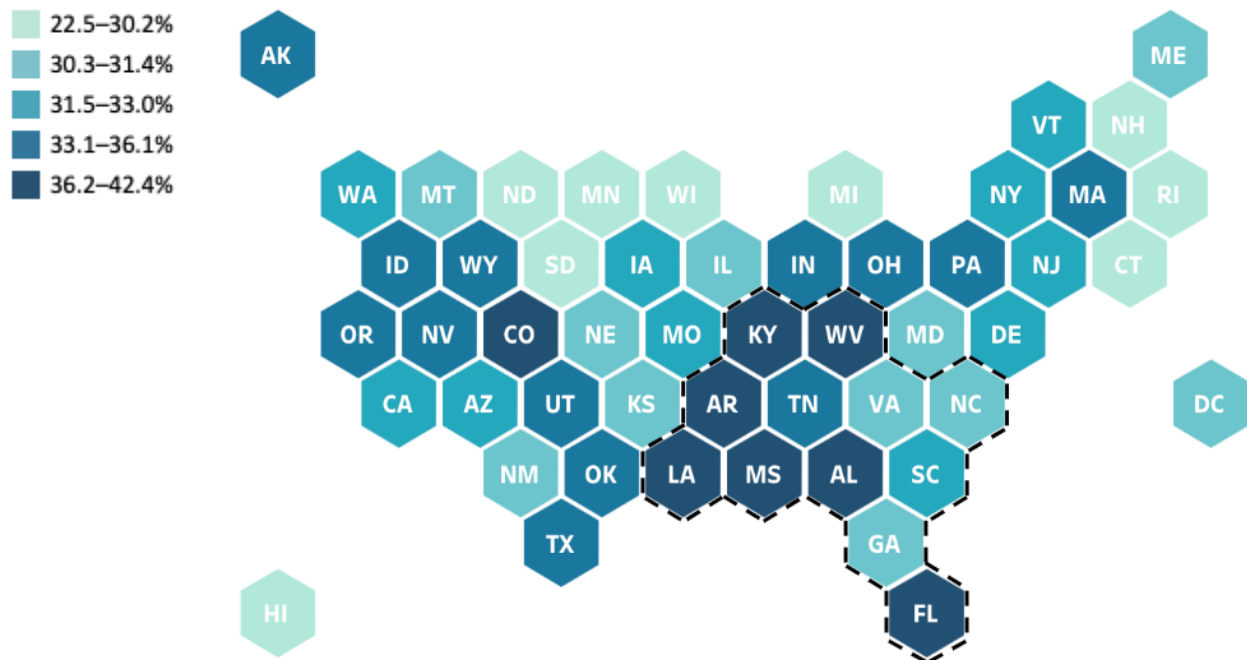 22.5–30.2%
30.3–31.4%
31.5–33.0%
33.1–36.1%
36.2–42.4%
AK ME
VT NH
WA MT ND MN WI MI NY MA RI
ID WY SD IA IL IN OH PA NJ CT
OR NV CO NE MO KY WV MD DE
CA AZ UT KS AR TN VA NC DC
NM OK LA MS AL SC
TX GA
HI FL